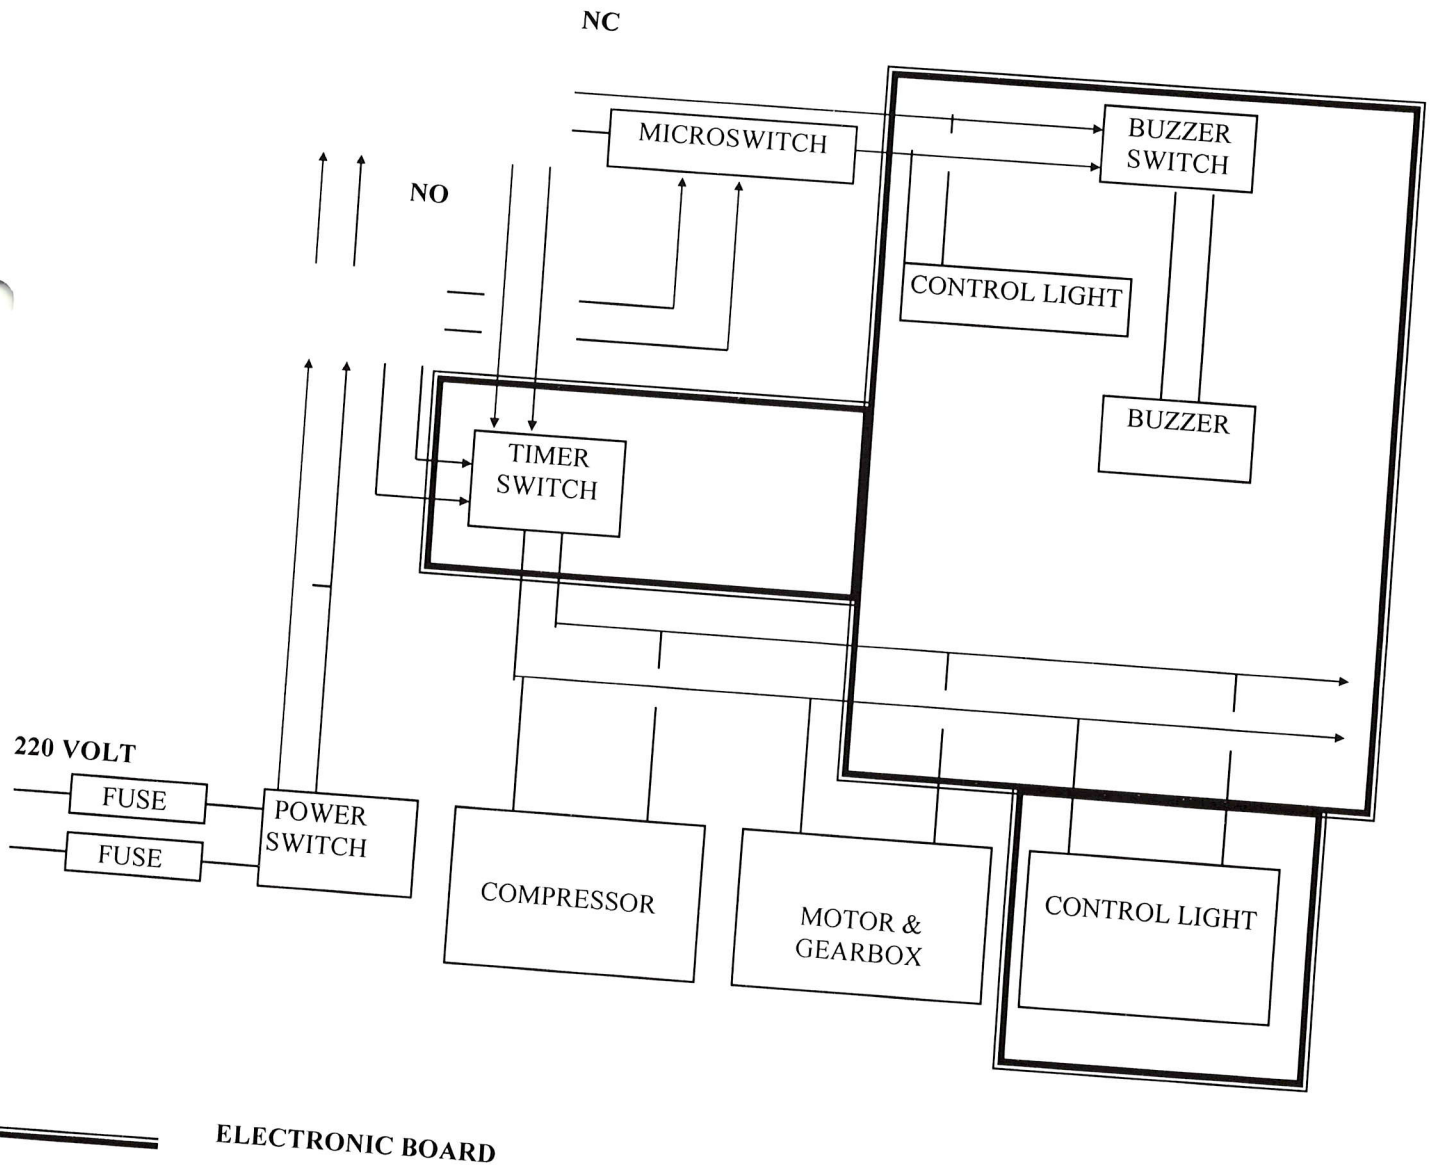 NC
MICROSWITCH
BUZZER
SWITCH
NO
CONTROL LIGHT
BUZZER
TIMER
SWITCH
220 VOLT
FUSE
POWER
SWITCH
FUSE
COMPRESSOR
MOTOR &
GEARBOX
CONTROL LIGHT
ELECTRONIC BOARD